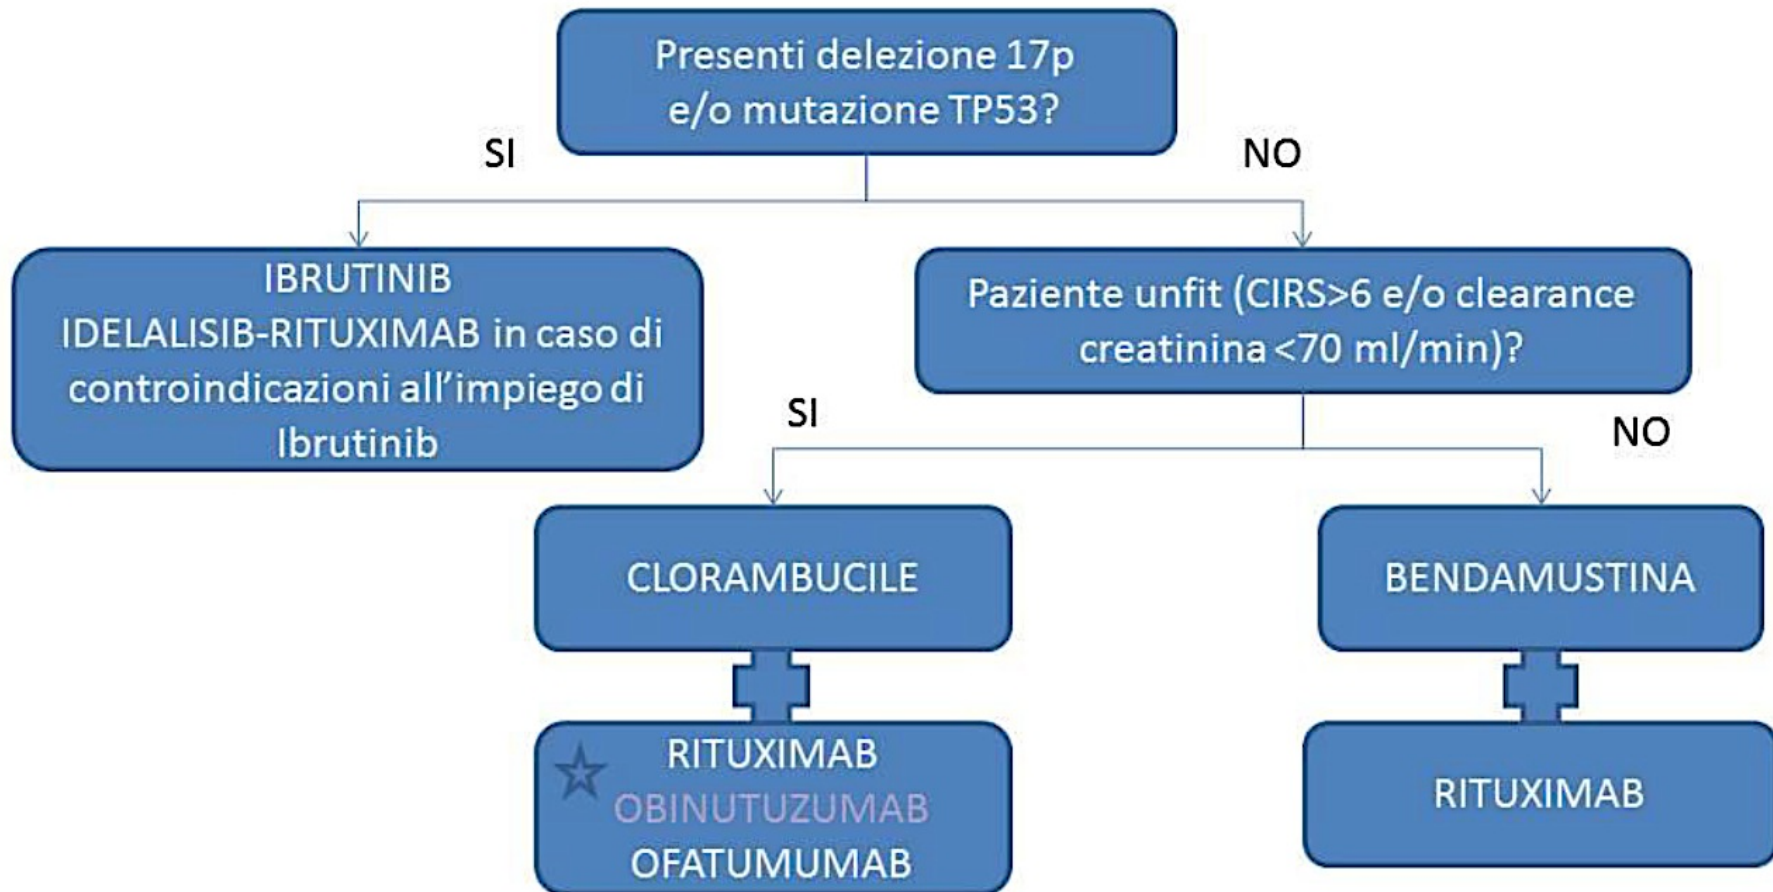 Presenti delezione 17p
e/o mutazione TP53?
SI
NO
IBRUTINIB
IDELALISIB-RITUXIMAB in caso di
controindicazioni all'impiego di
Ibrutinib
Paziente unfit (CIRS>6 e/o clearance
creatinina <70 ml/min)?
SI
NO
CLORAMBUCILE
BENDAMUSTINA
RITUXIMAB
OBINUTUZUMAB
OFATUMUMAB
RITUXIMAB